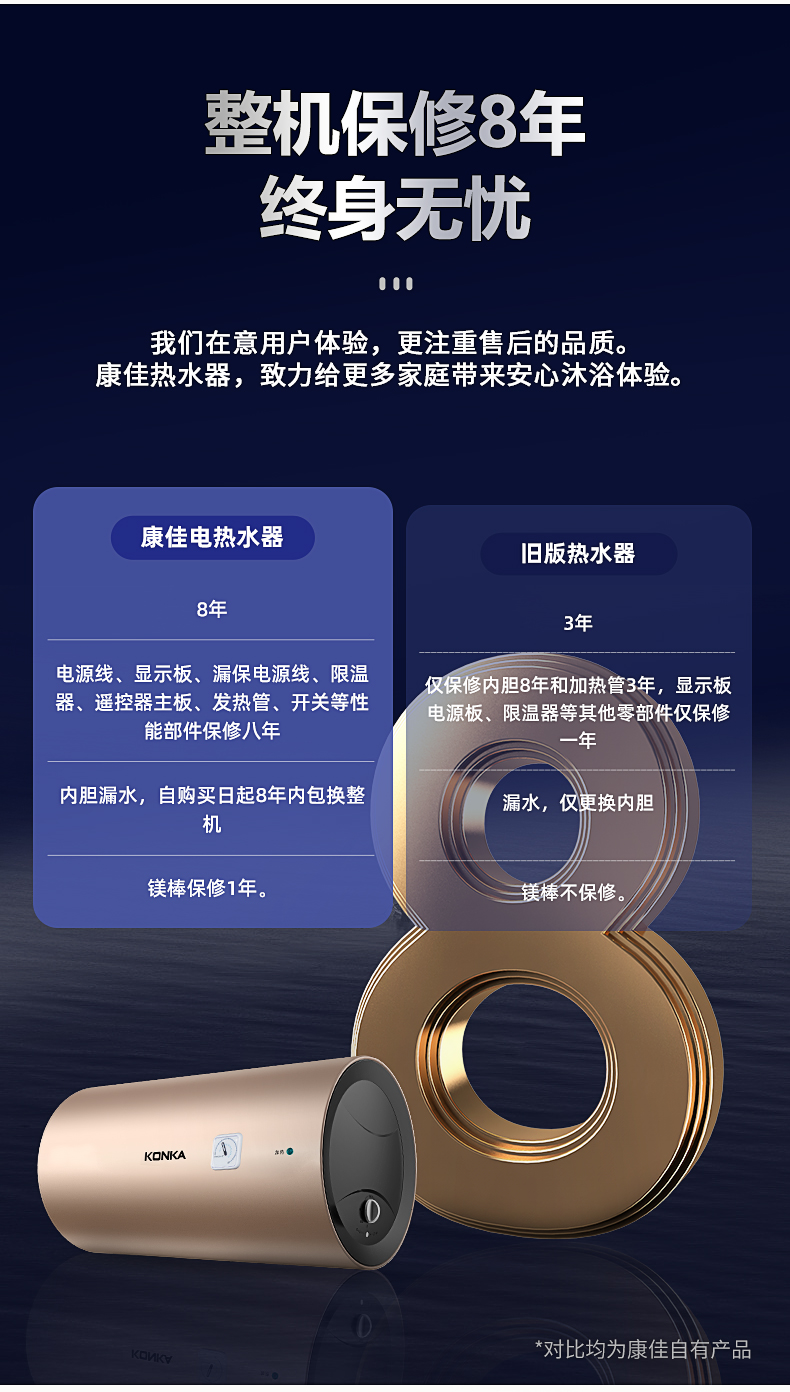 整机保修8年
终身无忧
我们在意用户体验，更注重售后的品质。
康佳热水器，致力给更多家庭带来安心沐浴体验。
康佳电热水器
8年
电源线、显示板、漏保电源线、限温
器、遥控器主板、发热管、开关等性
能部件保修八年
内胆漏水，自购买日起8年内包换整
机
镁棒保修1年。
旧版热水器
3年
仅保修内胆8年和加热管3年，显示板
电源板、限温器等其他零部件仅保修
一年
漏水，仅更换内胆
镁棒不保修。
KONKA
*对比均为康佳自有产品